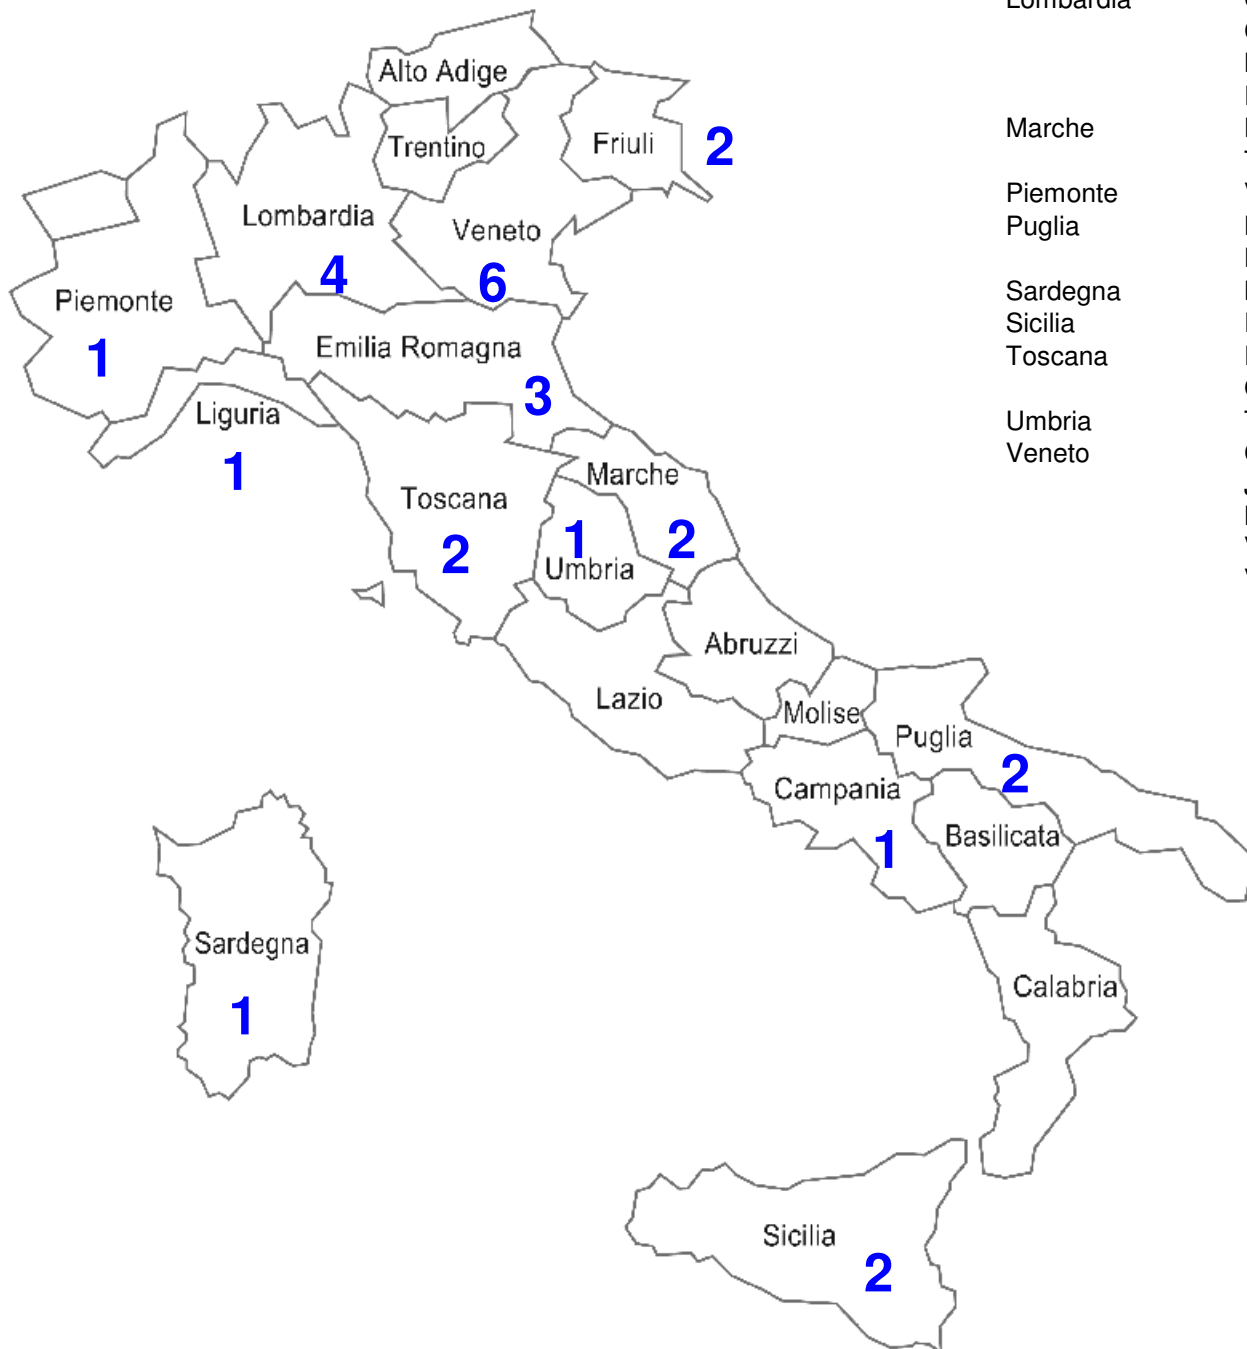 Lombardia
Alto Adige
Trentino
Friuli
2
Marche
Lombardia
4
Veneto
6
Piemonte
Puglia
Piemonte
1
Emilia Romagna
3
Sardegna
Sicilia
Toscana
Liguria
1
Umbria
Veneto
Marche
2
Toscana
2
1
Umbria
Abruzzi
Lazio
Molise
Puglia
2
Campania
1
Basilicata
Sardegna
1
Calabria
Sicilia
2